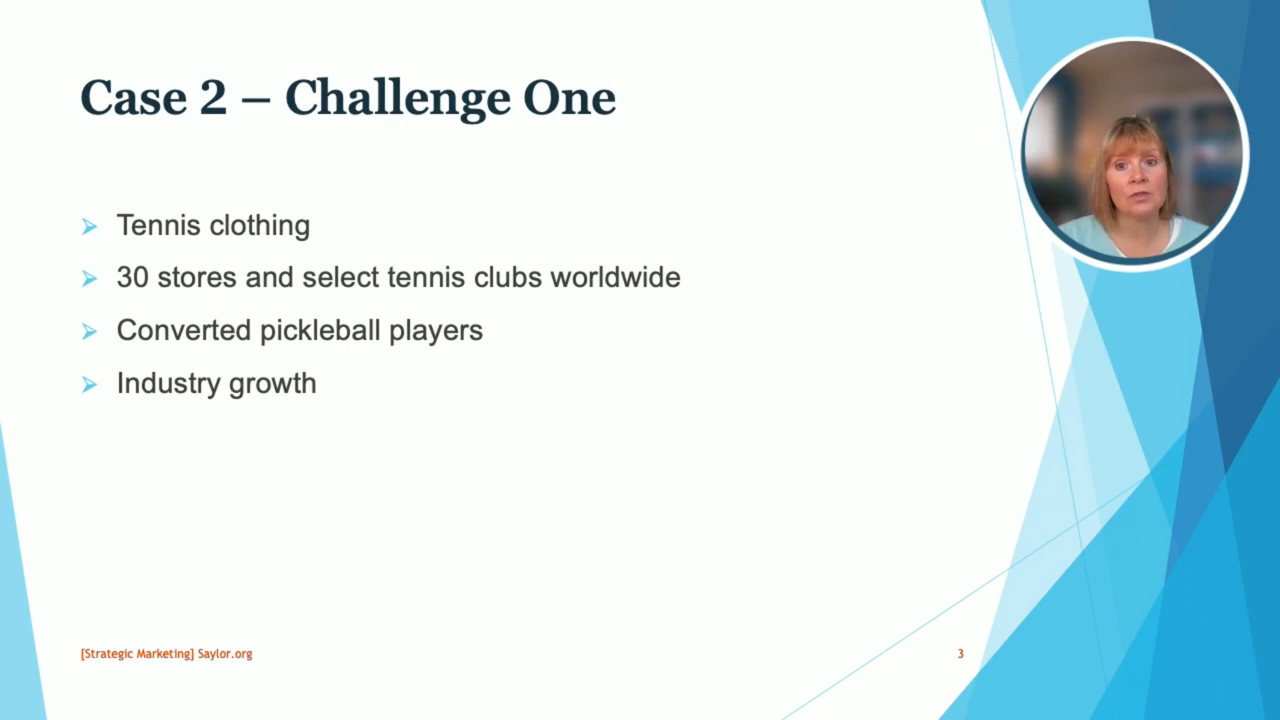 Case 2 – Challenge One
Tennis clothing
30 stores and select tennis clubs worldwide
Converted pickleball players
Industry growth
[Strategic Marketing] Saylor.org
3